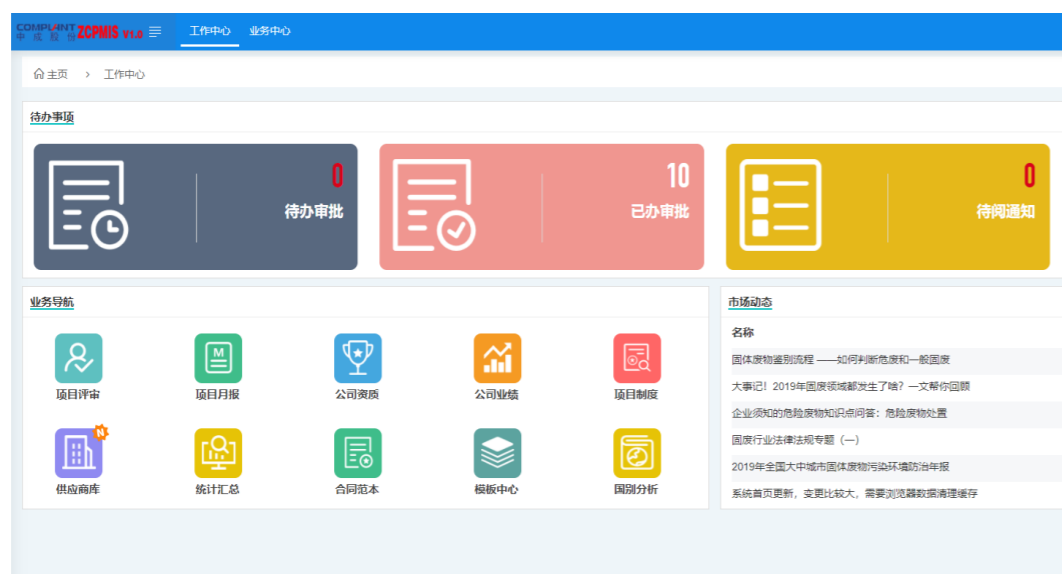 COMPLANT
中成股份 ZCPMIS V1.0 工作中心 业务中心
主页 > 工作中心
待办事项
0
待办审批
10
已办审批
0
待阅通知
业务导航
M
项目评审 项目月报 公司资质 公司业绩 项目制度
N
供应商库 统计汇总 合同范本 模板中心 国别分析
市场动态
名称
固体废物鉴别流程 ——如何判断危废和一般固废
大事记！2019年固废领域都发生了啥？一文帮你回顾
企业须知的危险废物知识点问答：危险废物处置
固废行业法律法规专题（一）
2019年全国大中城市固体废物污染环境防治年报
系统首页更新，变更比较大，需要浏览器数据清理缓存